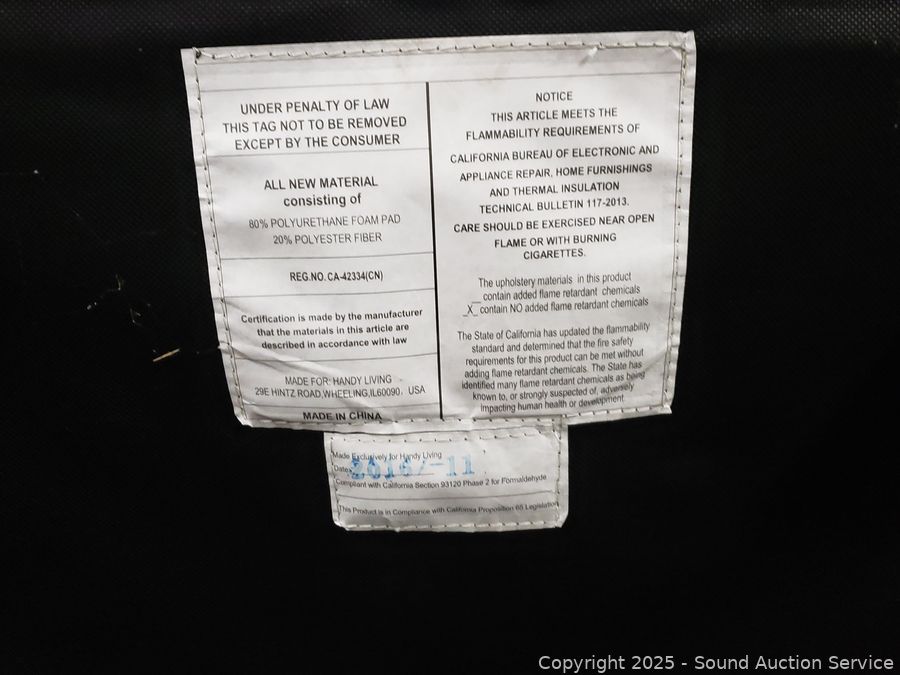 UNDER PENALTY OF LAW
THIS TAG NOT TO BE REMOVED
EXCEPT BY THE CONSUMER
ALL NEW MATERIAL
consisting of
80% POLYURETHANE FOAM PAD
20% POLYESTER FIBER
REG.NO. CA-42334(CN)
Certification is made by the manufacturer
that the materials in this article are
described in accordance with law
MADE FOR: HANDY LIVING
29E HINTZ ROAD,WHEELING,IL60090, USA
MADE IN CHINA
NOTICE
THIS ARTICLE MEETS THE
FLAMMABILITY REQUIREMENTS OF
CALIFORNIA BUREAU OF ELECTRONIC AND
APPLIANCE REPAIR, HOME FURNISHINGS
AND THERMAL INSULATION
TECHNICAL BULLETIN 117-2013.
CARE SHOULD BE EXERCISED NEAR OPEN
FLAME OR WITH BURNING
CIGARETTES.
The upholstery materials in this product
__ contain added flame retardant chemicals
_X_ contain NO added flame retardant chemicals
The State of California has updated the flammability
standard and determined that the fire safety
requirements for this product can be met without
adding flame retardant chemicals. The State has
identified many flame retardant chemicals as being
known to, or strongly suspected of, adversely
impacting human health or development.
Made Exclusively for Handy Living
Date:
Compliant with California Section 93120 Phase 2 for Formaldehyde
This Product is in Compliance with California Proposition 65 Legislation
Copyright 2025 - Sound Auction Service